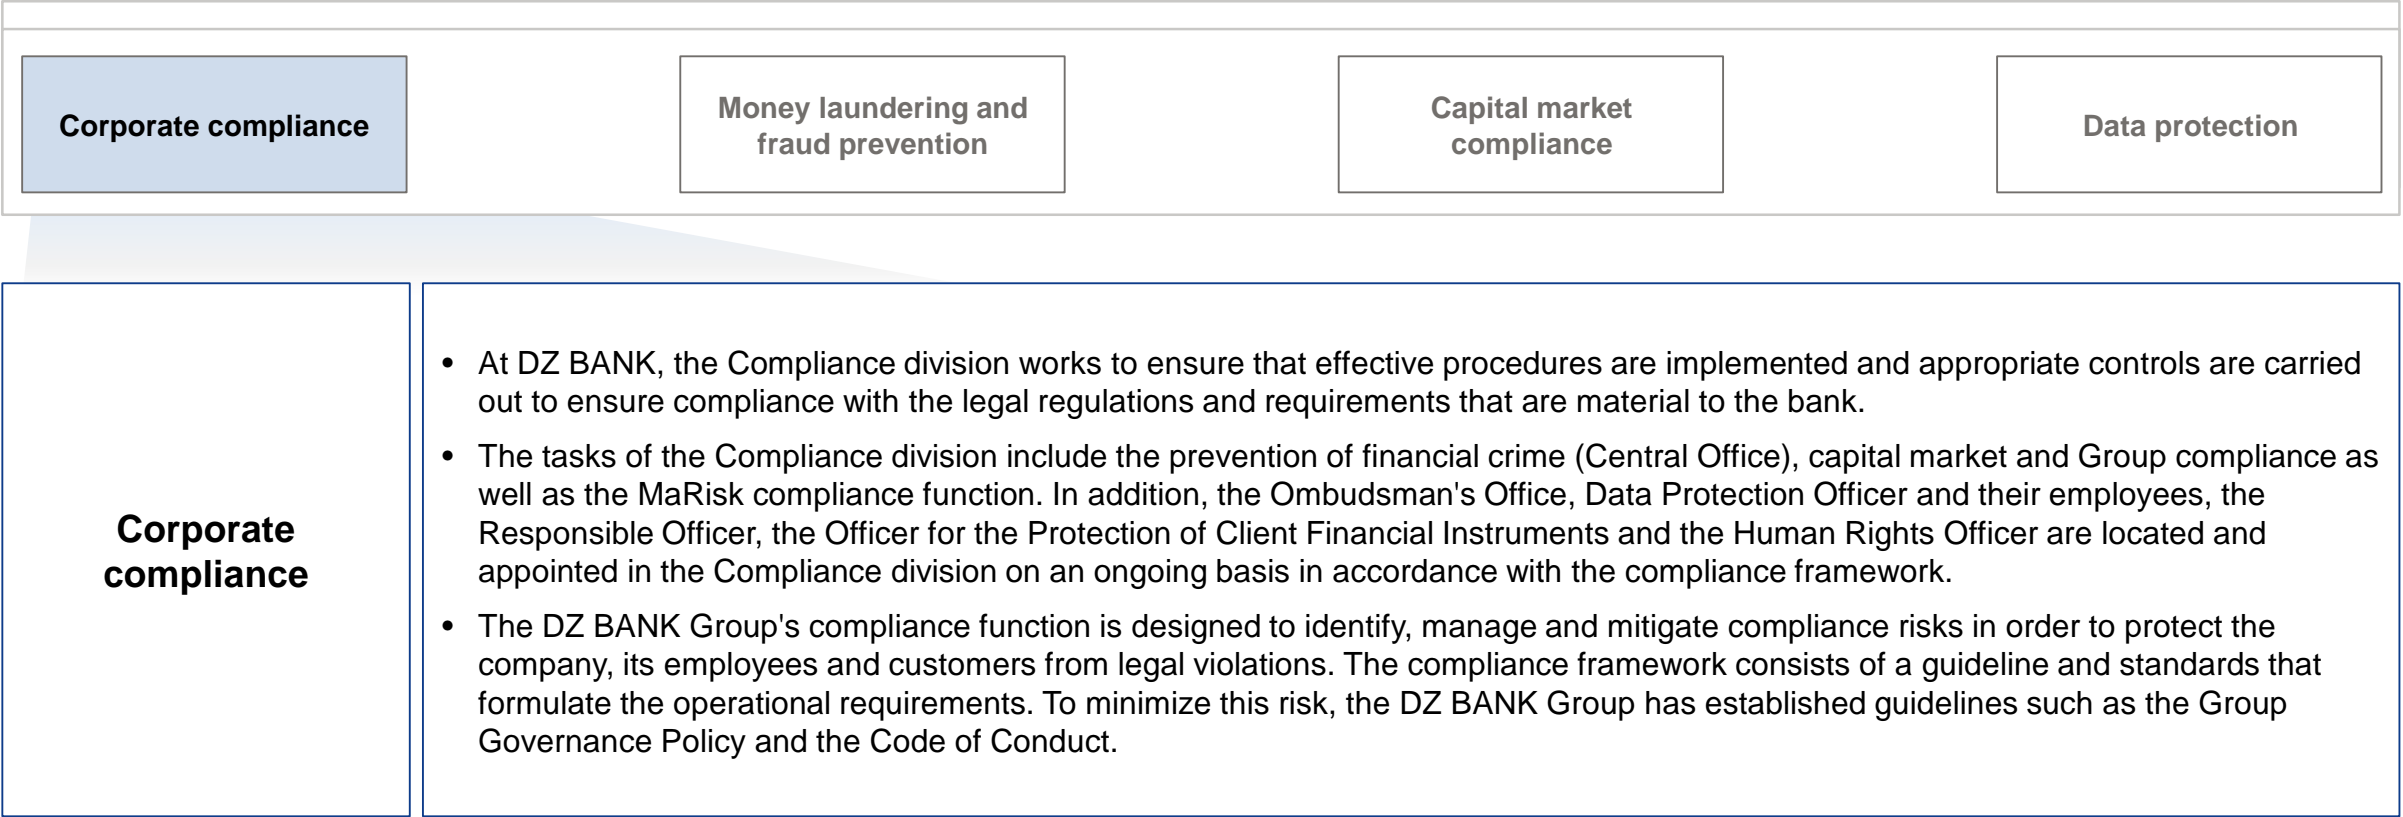 Corporate compliance
Money laundering and
fraud prevention
Capital market
compliance
Data protection
Corporate
compliance
• At DZ BANK, the Compliance division works to ensure that effective procedures are implemented and appropriate controls are carried
out to ensure compliance with the legal regulations and requirements that are material to the bank.
• The tasks of the Compliance division include the prevention of financial crime (Central Office), capital market and Group compliance as
well as the MaRisk compliance function. In addition, the Ombudsman's Office, Data Protection Officer and their employees, the
Responsible Officer, the Officer for the Protection of Client Financial Instruments and the Human Rights Officer are located and
appointed in the Compliance division on an ongoing basis in accordance with the compliance framework.
• The DZ BANK Group's compliance function is designed to identify, manage and mitigate compliance risks in order to protect the
company, its employees and customers from legal violations. The compliance framework consists of a guideline and standards that
formulate the operational requirements. To minimize this risk, the DZ BANK Group has established guidelines such as the Group
Governance Policy and the Code of Conduct.